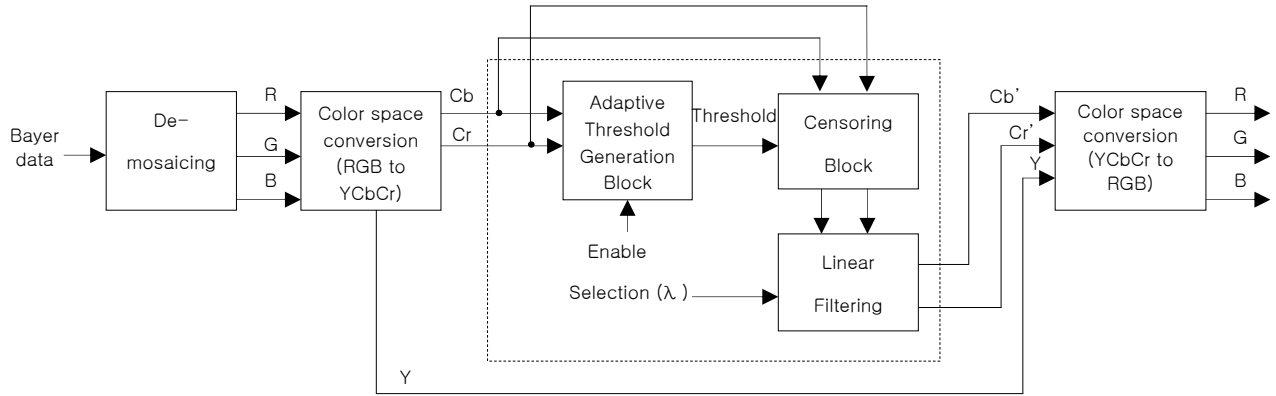 Bayer
data
De-
mosaicing
R
G
B
Color space
conversion
(RGB to
YCbCr)
Cb
Cr
Adaptive
Threshold
Generation
Block
Threshold
Censoring
Block
Enable
Selection (λ )
Linear
Filtering
Cb'
Cr'
Y
Color space
conversion
(YCbCr to
RGB)
R
G
B
Y